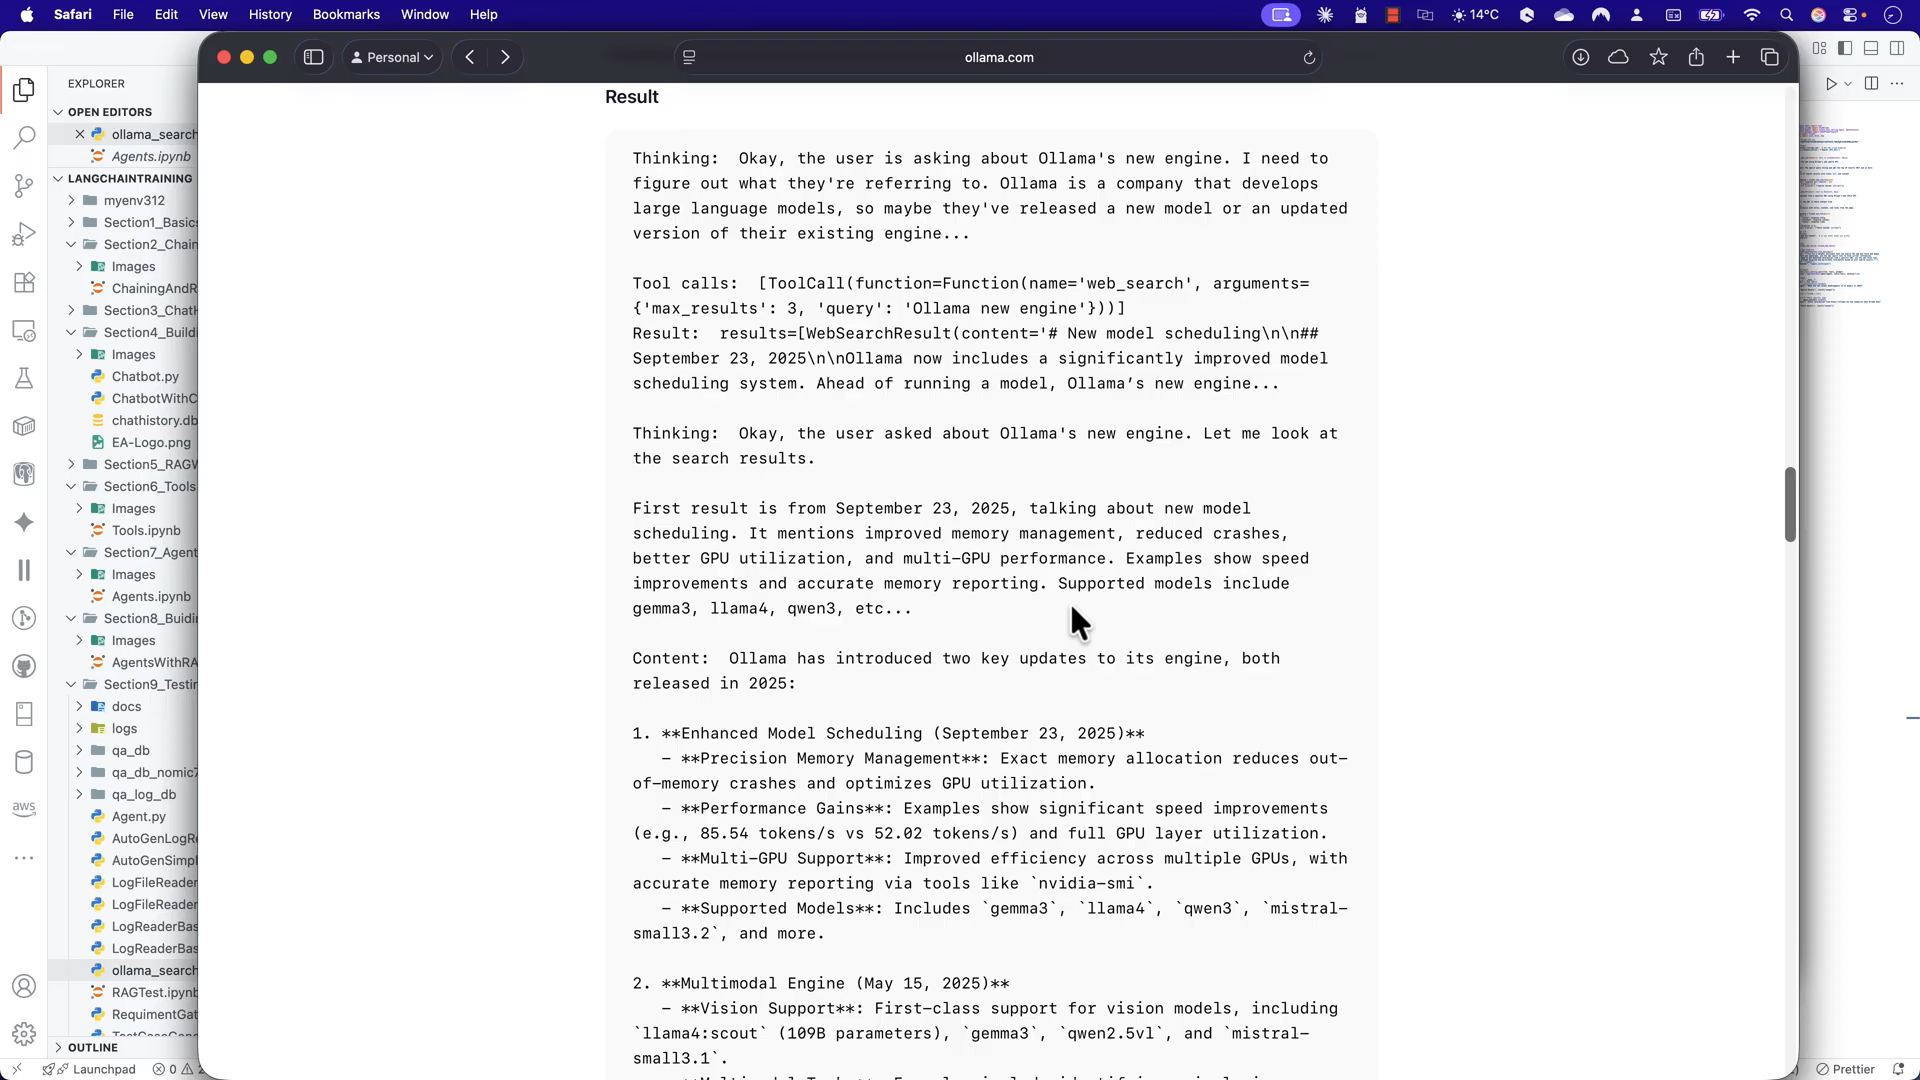 Safari File Edit View History Bookmarks Window Help
14°C
Personal
ollama.com
EXPLORER
OPEN EDITORS
ollama_search
Agents.ipynb
LANGCHAINTRAINING
myenv312
Section1_Basics
Section2_Chain
Images
ChainingAndR
Section3_ChatH
Section4_Buildi
Images
Chatbot.py
ChatbotWithC
chathistory.db
EA-Logo.png
Section5_RAGW
Section6_Tools
Images
Tools.ipynb
Section7_Agent
Images
Agents.ipynb
Section8_Buidi
Images
AgentsWithRA
Section9_Testin
docs
logs
qa_db
qa_db_nomic7
qa_log_db
Agent.py
AutoGenLogRe
AutoGenSimpl
LogFileReader
LogFileReader
LogReaderBas
LogReaderBas
ollama_search
RAGTest.ipynb
RequimentGat
OUTLINE
aws
Launchpad 0
Prettier
Result
Thinking: Okay, the user is asking about Ollama's new engine. I need to
figure out what they're referring to. Ollama is a company that develops
large language models, so maybe they've released a new model or an updated
version of their existing engine...
Tool calls: [ToolCall(function=Function(name='web_search', arguments=
{'max_results': 3, 'query': 'Ollama new engine'}))]
Result: results=[WebSearchResult(content='# New model scheduling\n\n##
September 23, 2025\n\nOllama now includes a significantly improved model
scheduling system. Ahead of running a model, Ollama’s new engine...
Thinking: Okay, the user asked about Ollama's new engine. Let me look at
the search results.
First result is from September 23, 2025, talking about new model
scheduling. It mentions improved memory management, reduced crashes,
better GPU utilization, and multi-GPU performance. Examples show speed
improvements and accurate memory reporting. Supported models include
gemma3, llama4, qwen3, etc...
Content: Ollama has introduced two key updates to its engine, both
released in 2025:
1. **Enhanced Model Scheduling (September 23, 2025)**
- **Precision Memory Management**: Exact memory allocation reduces out-
of-memory crashes and optimizes GPU utilization.
- **Performance Gains**: Examples show significant speed improvements
(e.g., 85.54 tokens/s vs 52.02 tokens/s) and full GPU layer utilization.
- **Multi-GPU Support**: Improved efficiency across multiple GPUs, with
accurate memory reporting via tools like `nvidia-smi`.
- **Supported Models**: Includes `gemma3`, `llama4`, `qwen3`, `mistral-
small3.2`, and more.
2. **Multimodal Engine (May 15, 2025)**
- **Vision Support**: First-class support for vision models, including
`llama4:scout` (109B parameters), `gemma3`, `qwen2.5vl`, and `mistral-
small3.1`.